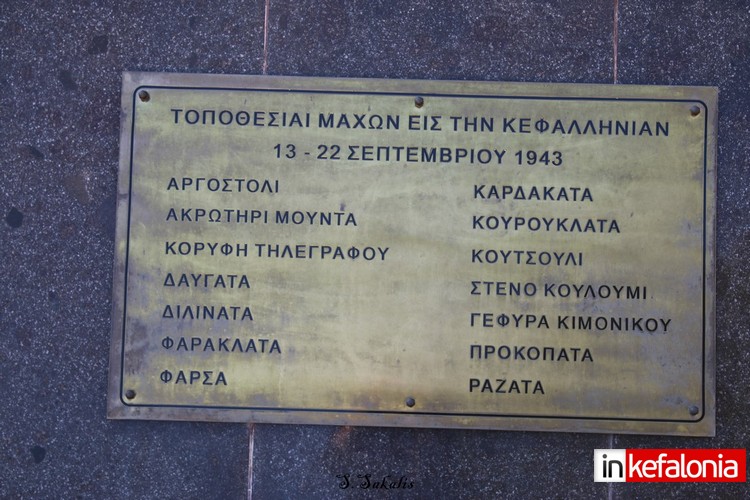 ΤΟΠΟΘΕΣΙΑΙ ΜΑΧΩΝ ΕΙΣ ΤΗΝ ΚΕΦΑΛΛΗΝΙΑΝ
13 - 22 ΣΕΠΤΕΜΒΡΙΟΥ 1943
ΑΡΓΟΣΤΟΛΙ
ΑΚΡΩΤΗΡΙ ΜΟΥΝΤΑ
ΚΟΡΥΦΗ ΤΗΛΕΓΡΑΦΟΥ
ΔΑΥΓΑΤΑ
ΔΙΛΙΝΑΤΑ
ΦΑΡΑΚΛΑΤΑ
ΦΑΡΣΑ
ΚΑΡΔΑΚΑΤΑ
ΚΟΥΡΟΥΚΛΑΤΑ
ΚΟΥΤΣΟΥΛΙ
ΣΤΕΝΟ ΚΟΥΛΟΥΜΙ
ΓΕΦΥΡΑ ΚΙΜΟΝΙΚΟΥ
ΠΡΟΚΟΠΑΤΑ
ΡΑΖΑΤΑ
S. Sakalis
inkefalonia